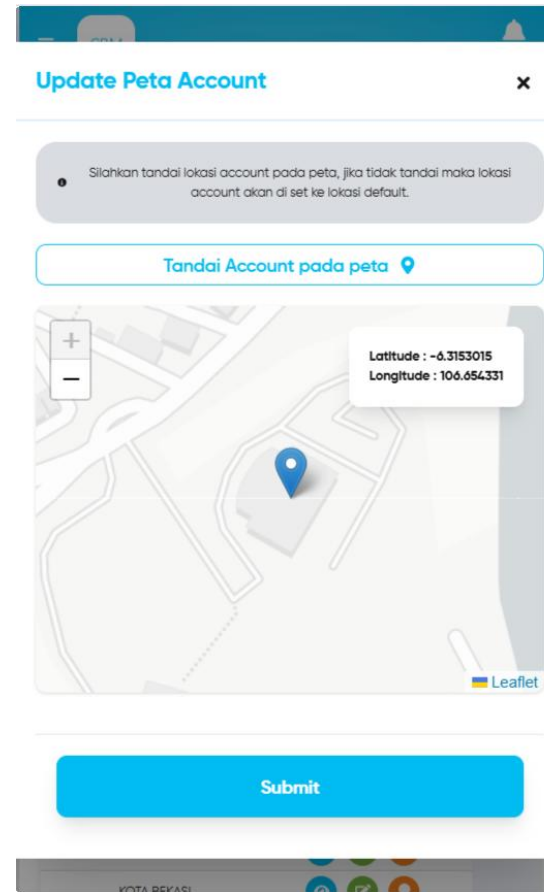 CRM
Update Peta Account
Silahkan tandai lokasi account pada peta, jika tidak tandai maka lokasi
account akan di set ke lokasi default.
Tandai Account pada peta
+
−
Latitude : -6.3153015
Longitude : 106.654331
Leaflet
Submit
KOTA BEKASI